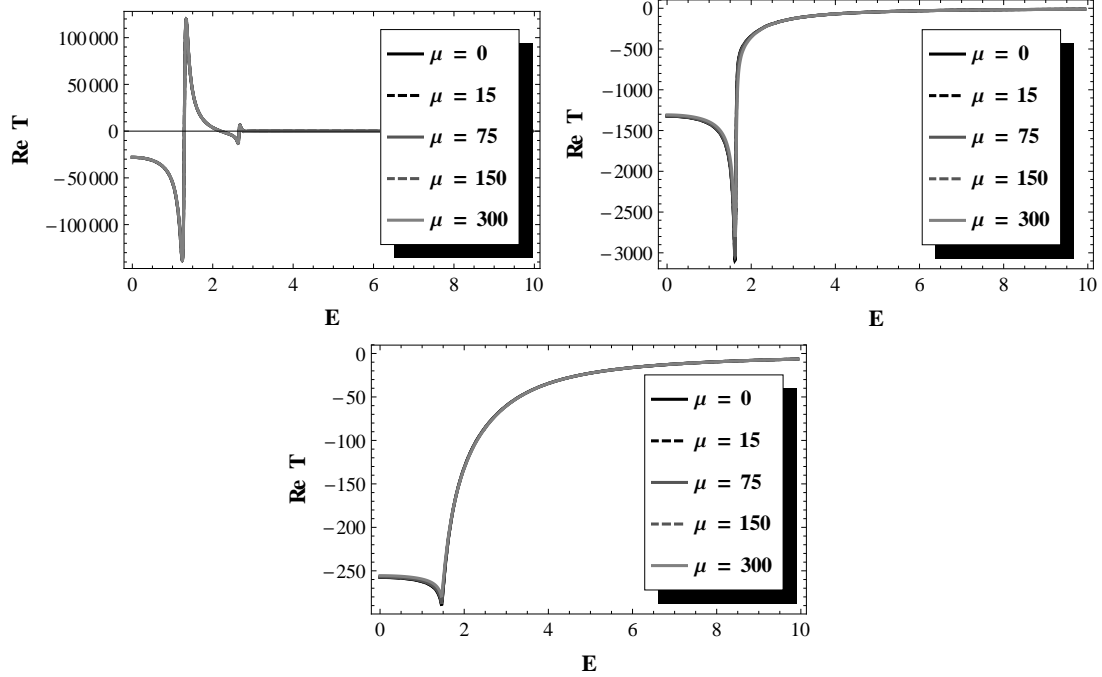 Re T
100 000
50 000
0
−50 000
−100 000
0 2 4 6 8 10
E
μ = 0
μ = 15
μ = 75
μ = 150
μ = 300
Re T
0
−500
−1000
−1500
−2000
−2500
−3000
0 2 4 6 8 10
E
μ = 0
μ = 15
μ = 75
μ = 150
μ = 300
Re T
0
−50
−100
−150
−200
−250
0 2 4 6 8 10
E
μ = 0
μ = 15
μ = 75
μ = 150
μ = 300